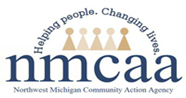 Helping people. Changing lives.
nmcaa
Northwest Michigan Community Action Agency